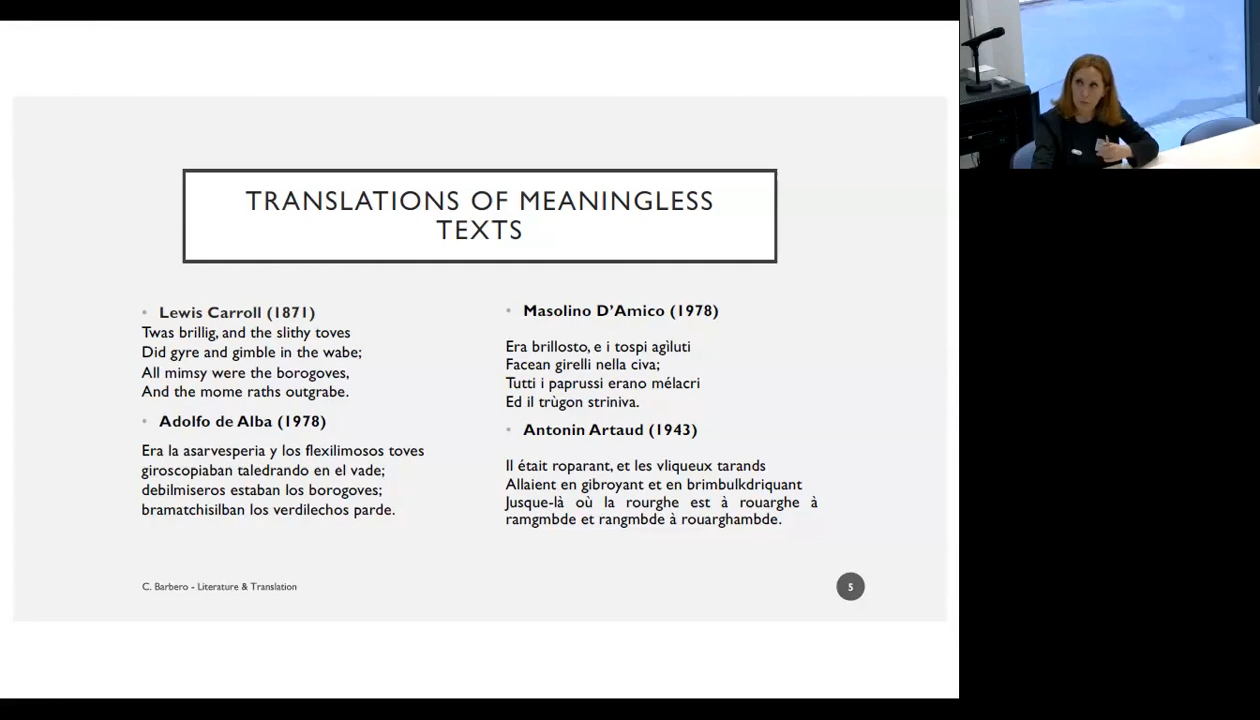 TRANSLATIONS OF MEANINGLESS
TEXTS
• Lewis Carroll (1871)
Twas brillig, and the slithy toves
Did gyre and gimble in the wabe;
All mimsy were the borogoves,
And the mome raths outgrabe.
• Adolfo de Alba (1978)
Era la asarvesperia y los flexilimosos toves
giroscopiaban taledrando en el vade;
debilmiseros estaban los borogoves;
bramatchisilban los verdilechos parde.
• Masolino D'Amico (1978)
Era brillosto, e i tospi agìluti
Facean girelli nella civa;
Tutti i paprussi erano mélacri
Ed il trùgon striniva.
• Antonin Artaud (1943)
Il était roparant, et les vliqueux tarands
Allaient en gibroyant et en brimbulkdriquant
Jusque-là où la rourghe est à rouarghe à
ramgmbde et rangmbde à rouarghambde.
C. Barbero - Literature & Translation
5